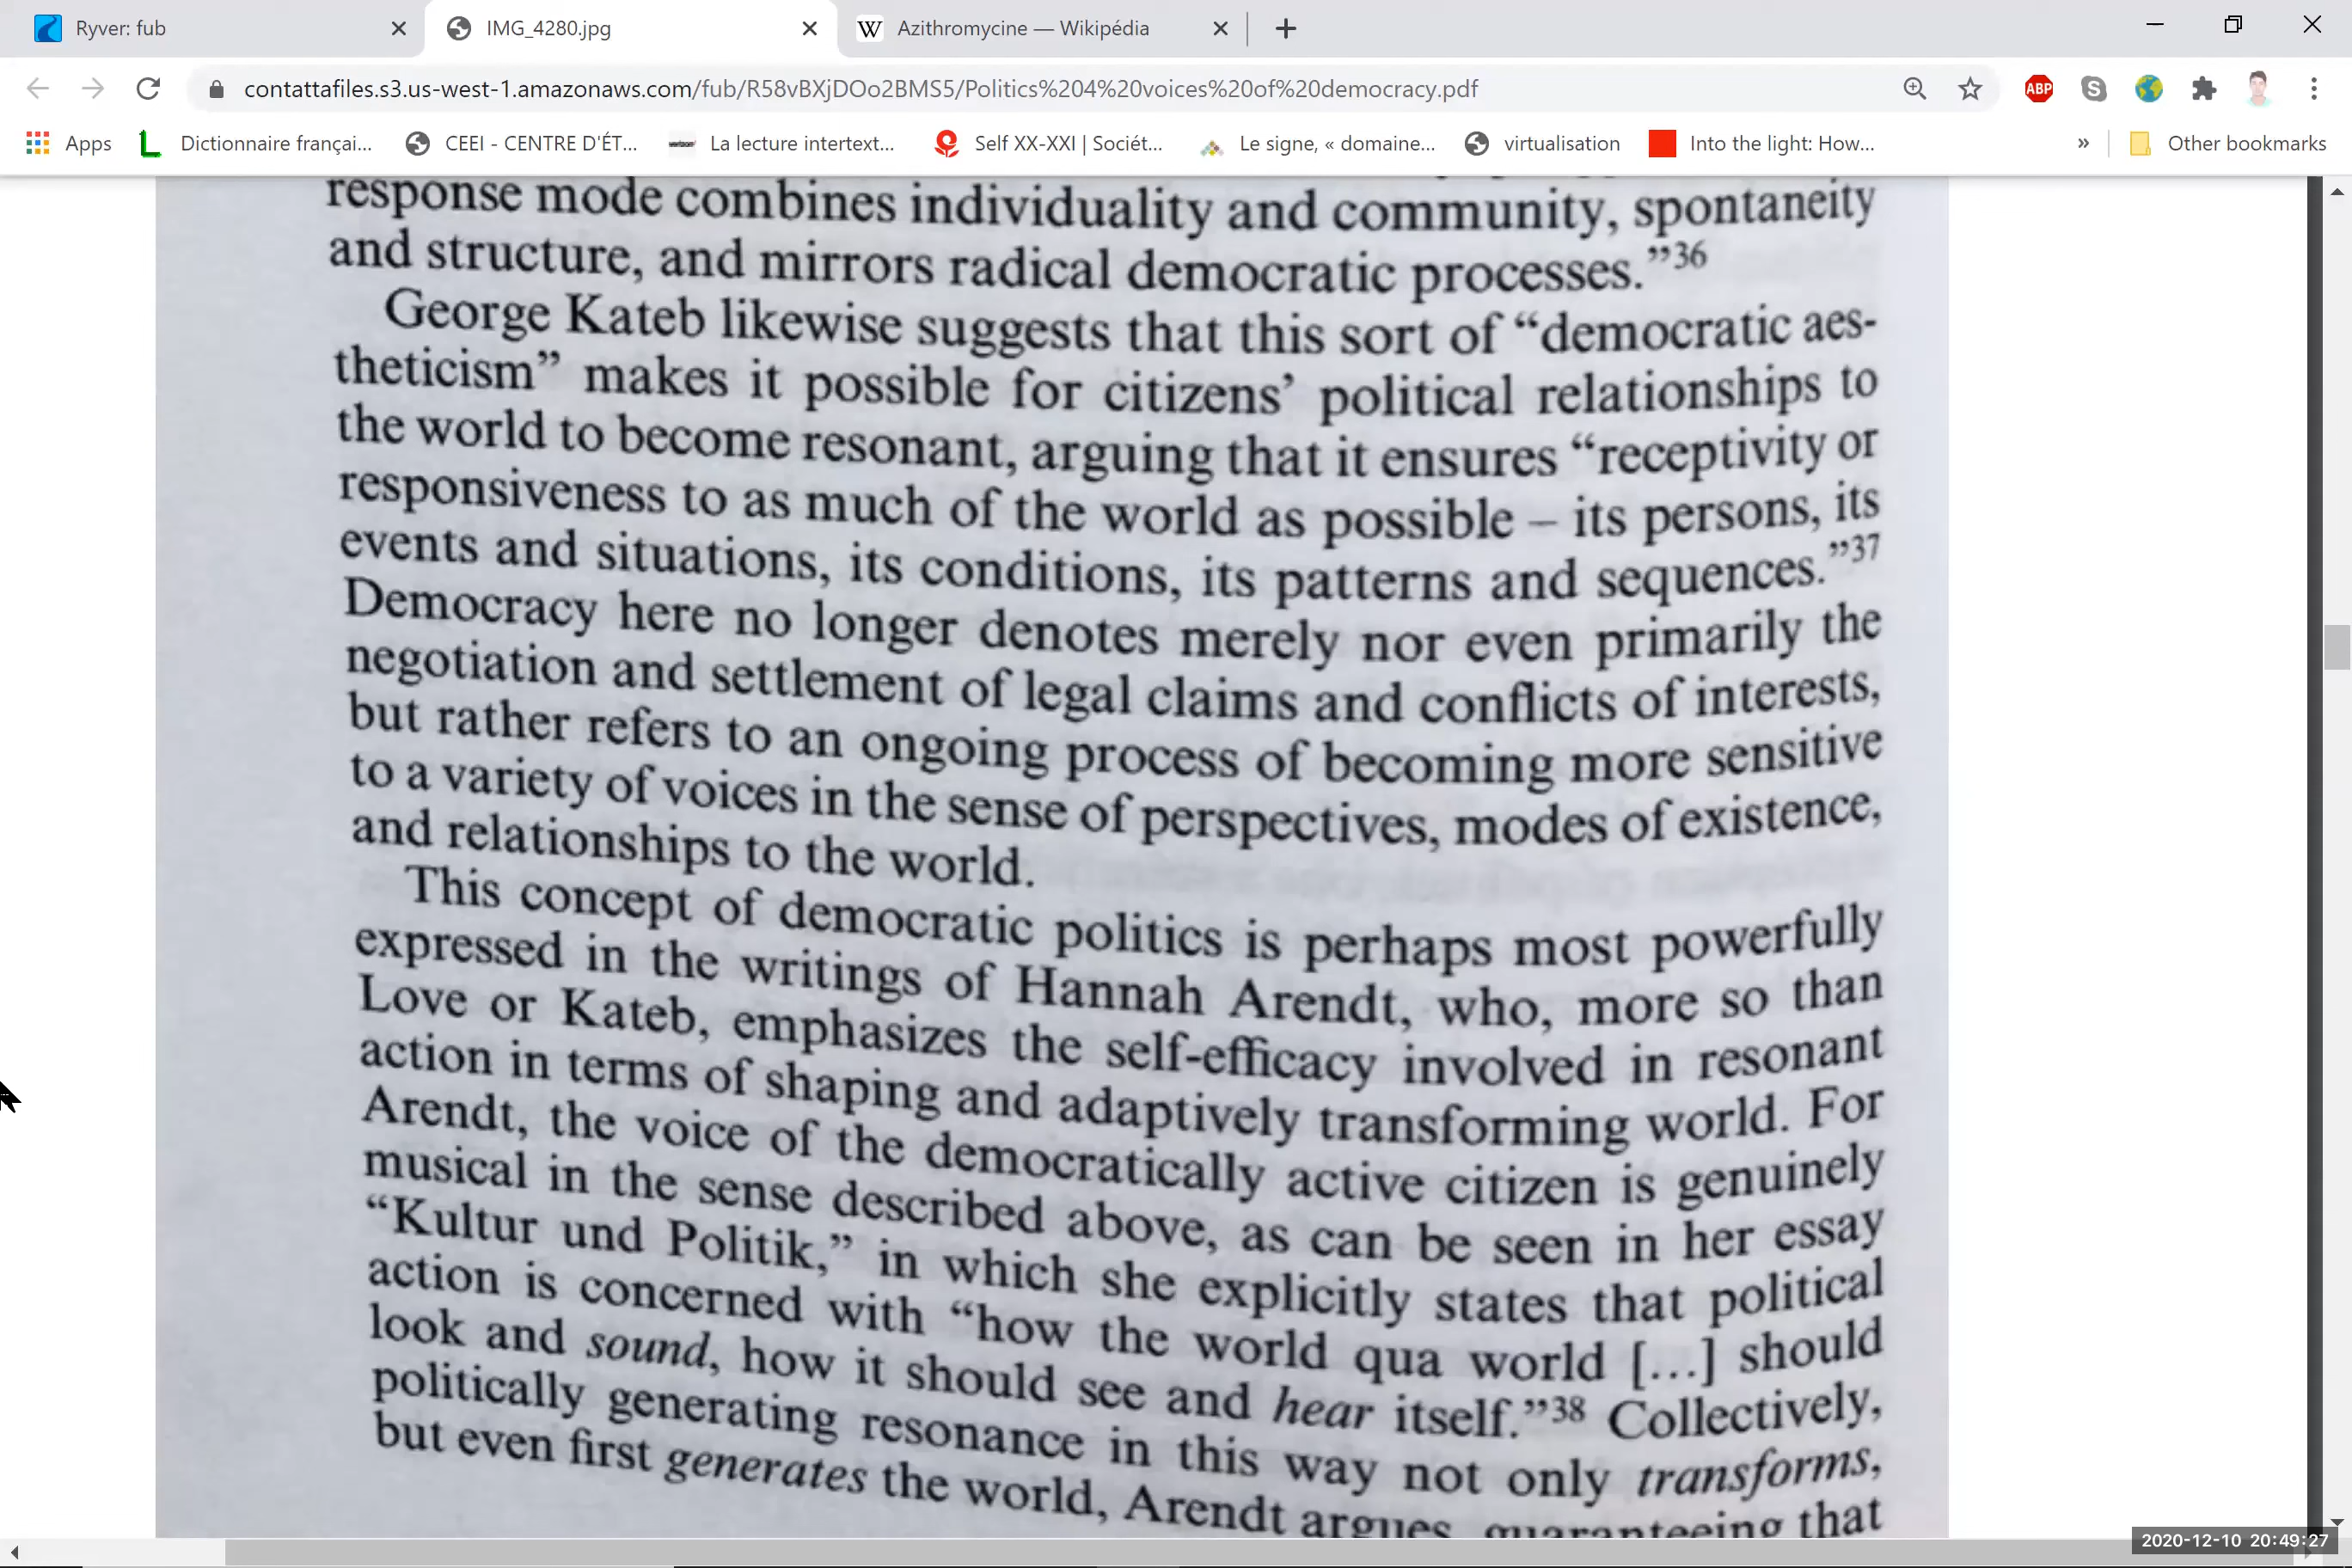 Ryver: fub
IMG_4280.jpg
W Azithromycine — Wikipédia
contattafiles.s3.us-west-1.amazonaws.com/fub/R58vBXjDOo2BMS5/Politics%204%20voices%20of%20democracy.pdf
ABP
S
Apps
L Dictionnaire françai...
CEEI - CENTRE D'ÉT...
La lecture intertext...
Self XX-XXI | Sociét...
Le signe, « domaine...
virtualisation
Into the light: How...
»
Other bookmarks
response mode combines individuality and community, spontaneity
and structure, and mirrors radical democratic processes.”36
George Kateb likewise suggests that this sort of “democratic aes-
theticism” makes it possible for citizens’ political relationships to
the world to become resonant, arguing that it ensures “receptivity or
responsiveness to as much of the world as possible – its persons, its
events and situations, its conditions, its patterns and sequences.”37
Democracy here no longer denotes merely nor even primarily the
negotiation and settlement of legal claims and conflicts of interests,
but rather refers to an ongoing process of becoming more sensitive
to a variety of voices in the sense of perspectives, modes of existence,
and relationships to the world.
This concept of democratic politics is perhaps most powerfully
expressed in the writings of Hannah Arendt, who, more so than
Love or Kateb, emphasizes the self-efficacy involved in resonant
action in terms of shaping and adaptively transforming world. For
Arendt, the voice of the democratically active citizen is genuinely
musical in the sense described above, as can be seen in her essay
“Kultur und Politik,” in which she explicitly states that political
action is concerned with “how the world qua world [...] should
look and sound, how it should see and hear itself.”38 Collectively,
politically generating resonance in this way not only transforms,
but even first generates the world, Arendt argues, guaranteeing that
2020-12-10 20:49:27